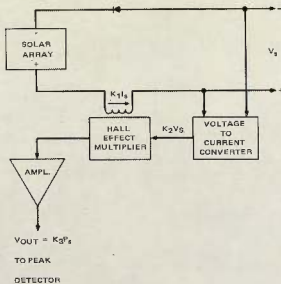 -
SOLAR
ARRAY
+
-
Vs
+
K1Is
HALL
EFFECT
MULTIPLIER
K2VS
VOLTAGE
TO
CURRENT
CONVERTER
AMPL.
VOUT = K3Ps
TO PEAK
DETECTOR